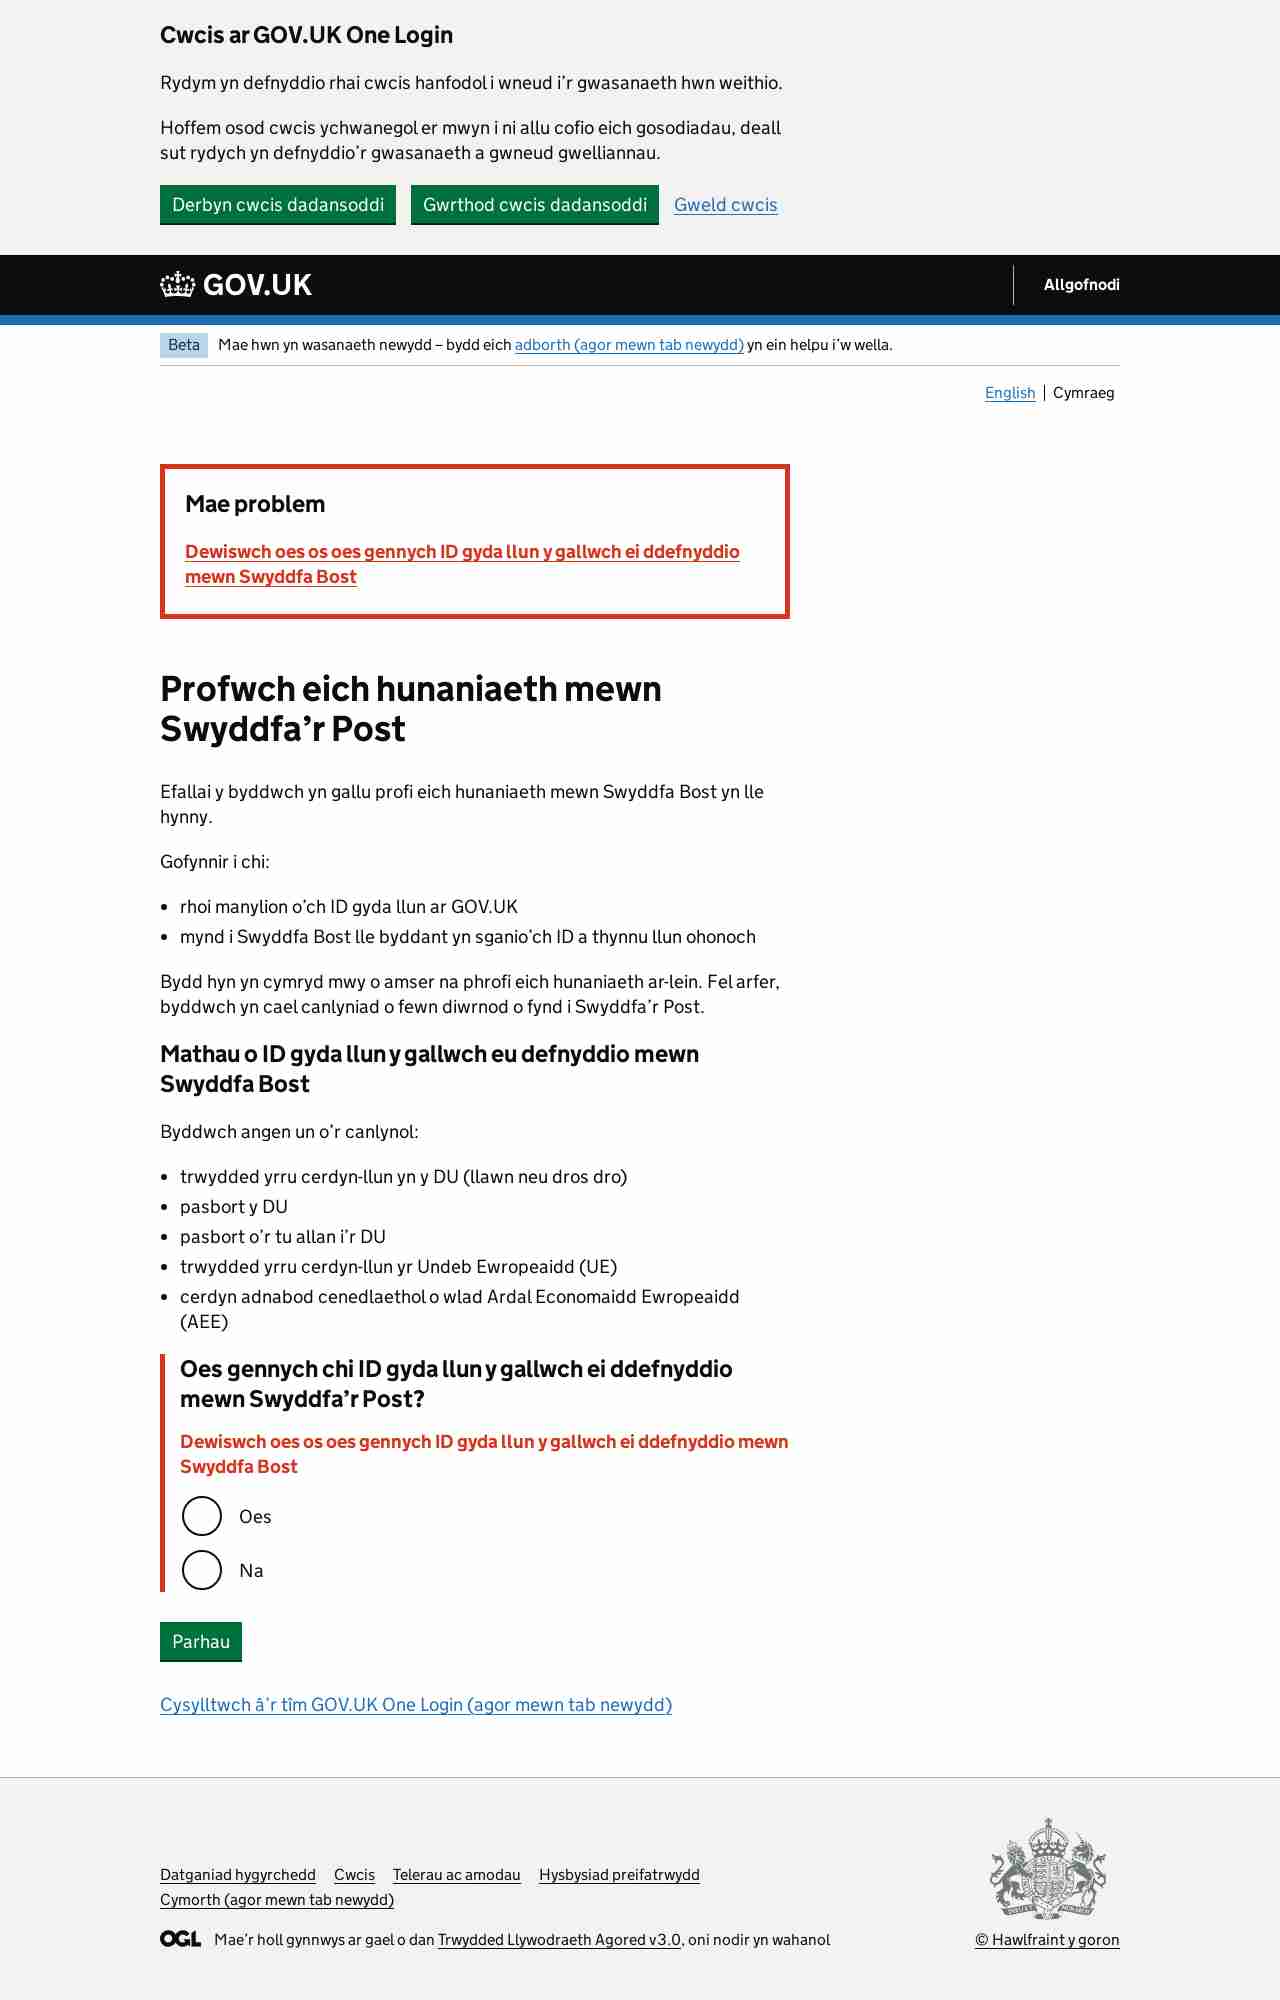 Cwcis ar GOV.UK One Login
Rydym yn defnyddio rhai cwcis hanfodol i wneud i’r gwasanaeth hwn weithio.
Hoffem osod cwcis ychwanegol er mwyn i ni allu cofio eich gosodiadau, deall
sut rydych yn defnyddio’r gwasanaeth a gwneud gwelliannau.
Derbyn cwcis dadansoddi Gwrthod cwcis dadansoddi Gweld cwcis
GOV.UK Allgofnodi
Beta Mae hwn yn wasanaeth newydd – bydd eich adborth (agor mewn tab newydd) yn ein helpu i’w wella.
English Cymraeg
Mae problem
Dewiswch oes os oes gennych ID gyda llun y gallwch ei ddefnyddio
mewn Swyddfa Bost
Profwch eich hunaniaeth mewn
Swyddfa’r Post
Efallai y byddwch yn gallu profi eich hunaniaeth mewn Swyddfa Bost yn lle
hynny.
Gofynnir i chi:
• rhoi manylion o’ch ID gyda llun ar GOV.UK
• mynd i Swyddfa Bost lle byddant yn sganio’ch ID a thynnu llun ohonoch
Bydd hyn yn cymryd mwy o amser na phrofi eich hunaniaeth ar-lein. Fel arfer,
byddwch yn cael canlyniad o fewn diwrnod o fynd i Swyddfa’r Post.
Mathau o ID gyda llun y gallwch eu defnyddio mewn
Swyddfa Bost
Byddwch angen un o’r canlynol:
• trwydded yrru cerdyn-llun yn y DU (llawn neu dros dro)
• pasbort y DU
• pasbort o’r tu allan i’r DU
• trwydded yrru cerdyn-llun yr Undeb Ewropeaidd (UE)
• cerdyn adnabod cenedlaethol o wlad Ardal Economaidd Ewropeaidd
(AEE)
Oes gennych chi ID gyda llun y gallwch ei ddefnyddio
mewn Swyddfa’r Post?
Dewiswch oes os oes gennych ID gyda llun y gallwch ei ddefnyddio mewn
Swyddfa Bost
Oes
Na
Parhau
Cysylltwch â’r tîm GOV.UK One Login (agor mewn tab newydd)
Datganiad hygyrchedd Cwcis Telerau ac amodau Hysbysiad preifatrwydd
Cymorth (agor mewn tab newydd)
OGL Mae’r holl gynnwys ar gael o dan Trwydded Llywodraeth Agored v3.0, oni nodir yn wahanol
© Hawlfraint y goron